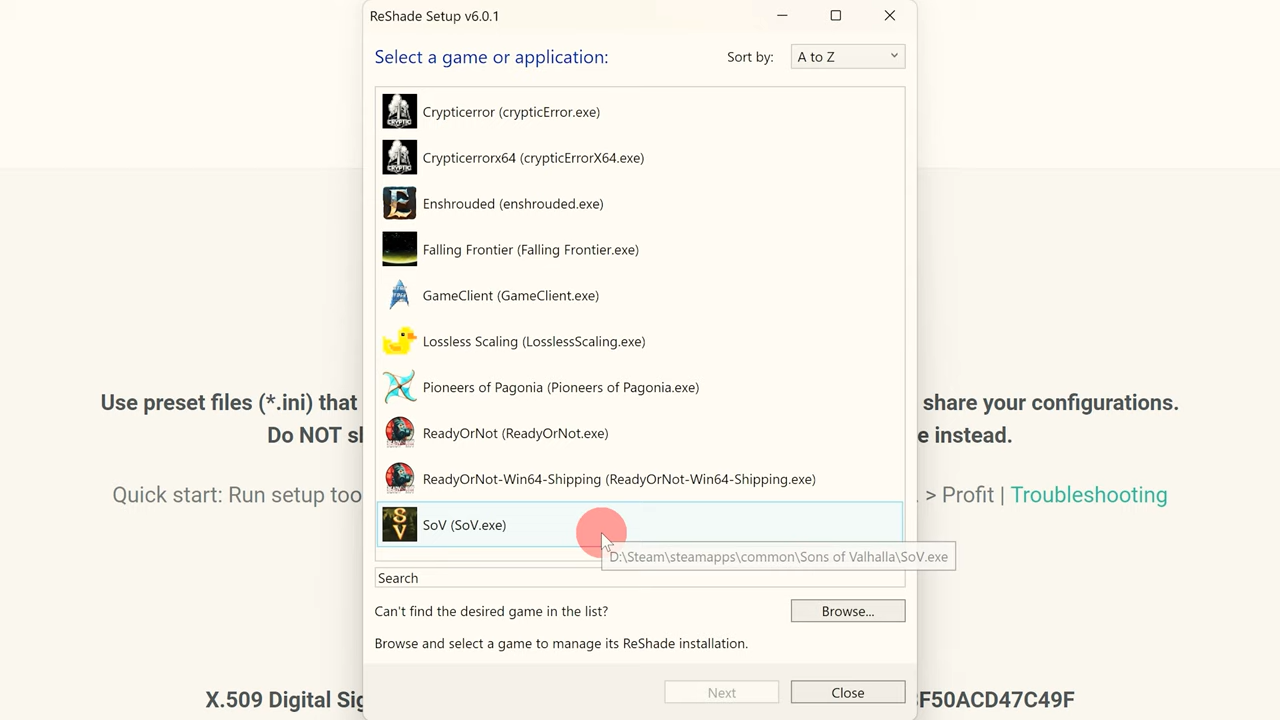 ReShade Setup v6.0.1
Select a game or application:
Sort by:
A to Z
Crypticerror (crypticError.exe)
Crypticerrorx64 (crypticErrorX64.exe)
Enshrouded (enshrouded.exe)
Falling Frontier (Falling Frontier.exe)
GameClient (GameClient.exe)
Lossless Scaling (LosslessScaling.exe)
Pioneers of Pagonia (Pioneers of Pagonia.exe)
ReadyOrNot (ReadyOrNot.exe)
ReadyOrNot-Win64-Shipping (ReadyOrNot-Win64-Shipping.exe)
SoV (SoV.exe)
D:\Steam\steamapps\common\Sons of Valhalla\SoV.exe
Search
Can't find the desired game in the list?
Browse...
Browse and select a game to manage its ReShade installation.
Next
Close
Use preset files (*.ini) that
share your configurations.
Do NOT
instead.
Quick start: Run setup
. > Profit | Troubleshooting
X.509 Digital
F50ACD47C49F